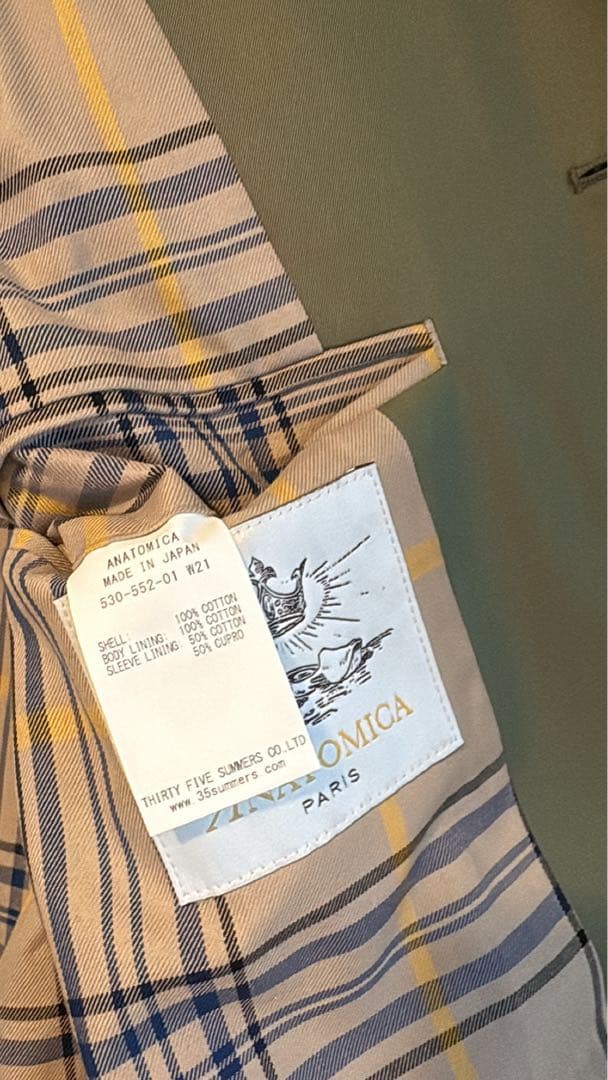 ANATOMICA
MADE IN JAPAN
530-552-01 W21
SHELL: 100% COTTON
BODY LINING: 100% COTTON
SLEEVE LINING: 50% COTTON
50% CUPRO
THIRTY FIVE SUMMERS CO.,LTD
www.35summers.com
ANATOMICA
PARIS